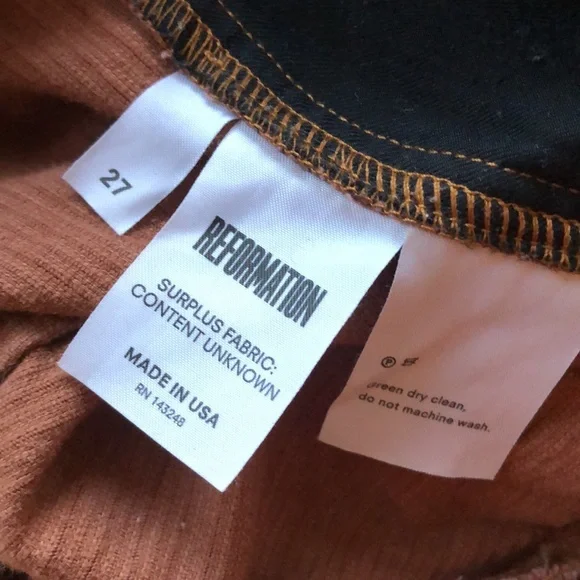 27
REFORMATION
SURPLUS FABRIC:
CONTENT UNKNOWN
MADE IN USA
RN 143248
P
Green dry clean,
do not machine wash.